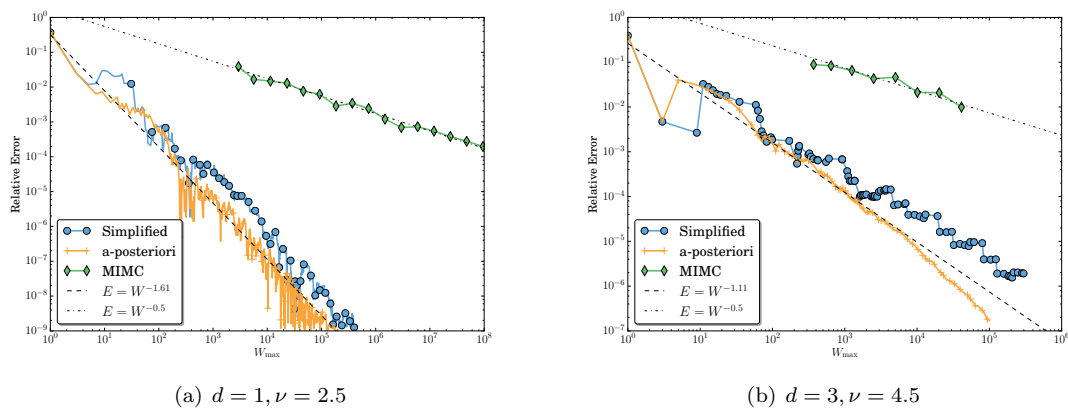 10^1
10^0
10^-1
10^-2
10^-3
10^-4
10^-5
10^-6
10^-7
10^-8
10^-9
Relative Error
Simplified
a-posteriori
MIMC
E = W^-1.61
E = W^-0.5
10^0 10^1 10^2 10^3 10^4 10^5 10^6 10^7 10^8
W_max
(a) d = 1, ν = 2.5
10^1
10^0
10^-1
10^-2
10^-3
10^-4
10^-5
10^-6
10^-7
Relative Error
Simplified
a-posteriori
MIMC
E = W^-1.11
E = W^-0.5
10^0 10^1 10^2 10^3 10^4 10^5 10^6
W_max
(b) d = 3, ν = 4.5